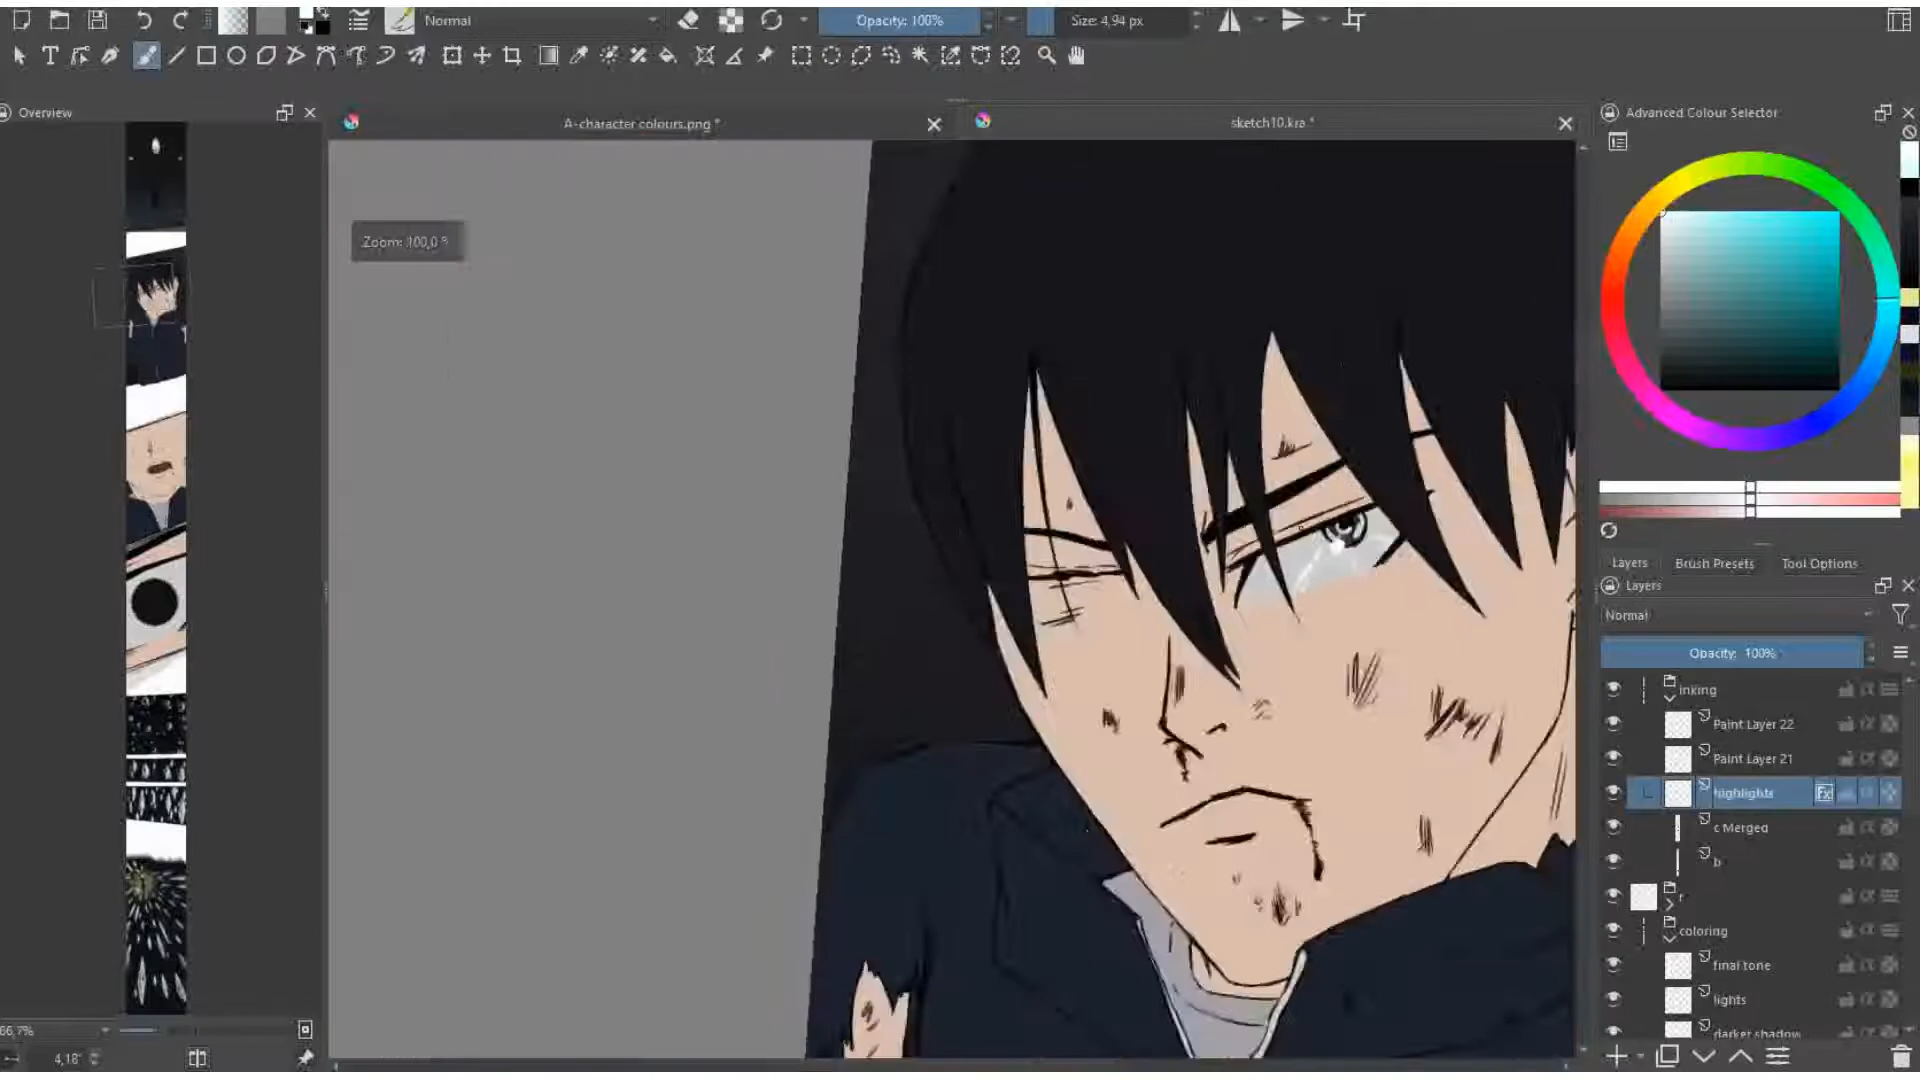 Normal
Opacity: 100%
Size: 4,94 px
Overview
A-character colours.png *
sketch10.kra *
Advanced Colour Selector
Zoom: 100,0 %
Layers
Brush Presets
Tool Options
Layers
Normal
Opacity: 100%
inking
Paint Layer 22
Paint Layer 21
highlights
fx
c Merged
b
r
coloring
final tone
lights
darker shadow
66,7%
4,18°